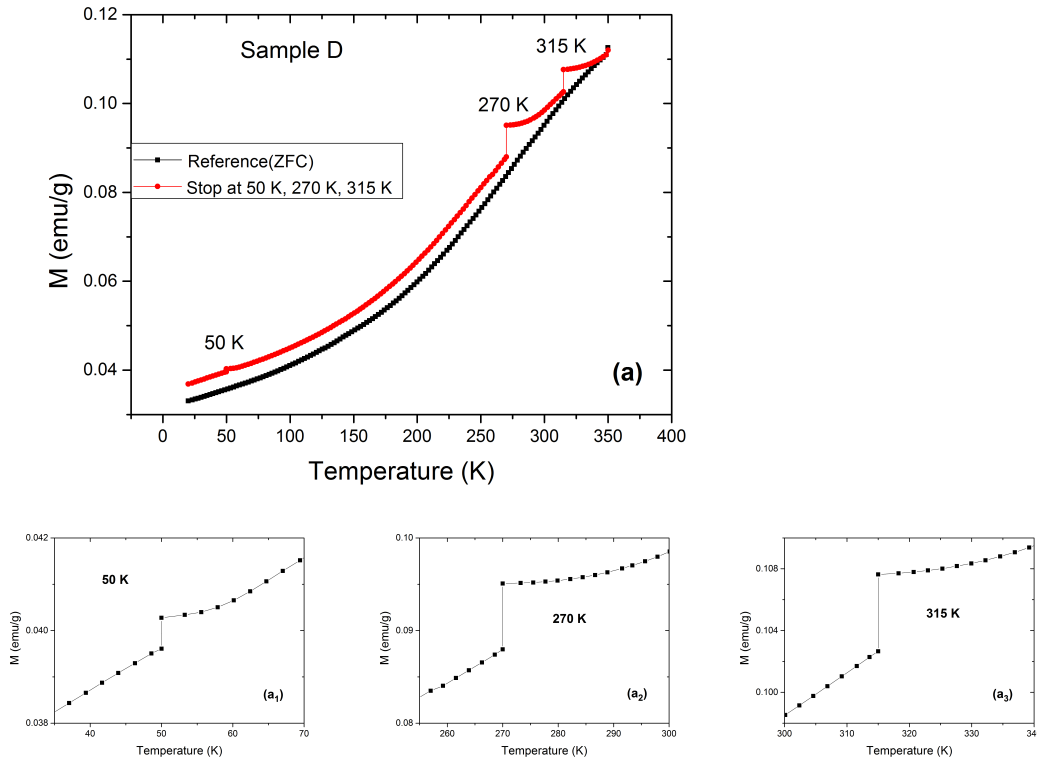 Sample D
315 K
270 K
50 K
Reference(ZFC)
Stop at 50 K, 270 K, 315 K
(a)
M (emu/g)
0.12
0.10
0.08
0.06
0.04
0 50 100 150 200 250 300 350 400
Temperature (K)
0.042
0.040
0.038
M (emu/g)
50 K
(a1)
40 50 60 70
Temperature (K)
0.10
0.09
0.08
M (emu/g)
270 K
(a2)
260 270 280 290 300
Temperature (K)
0.108
0.104
0.100
M (emu/g)
315 K
(a3)
300 310 320 330 34
Temperature (K)